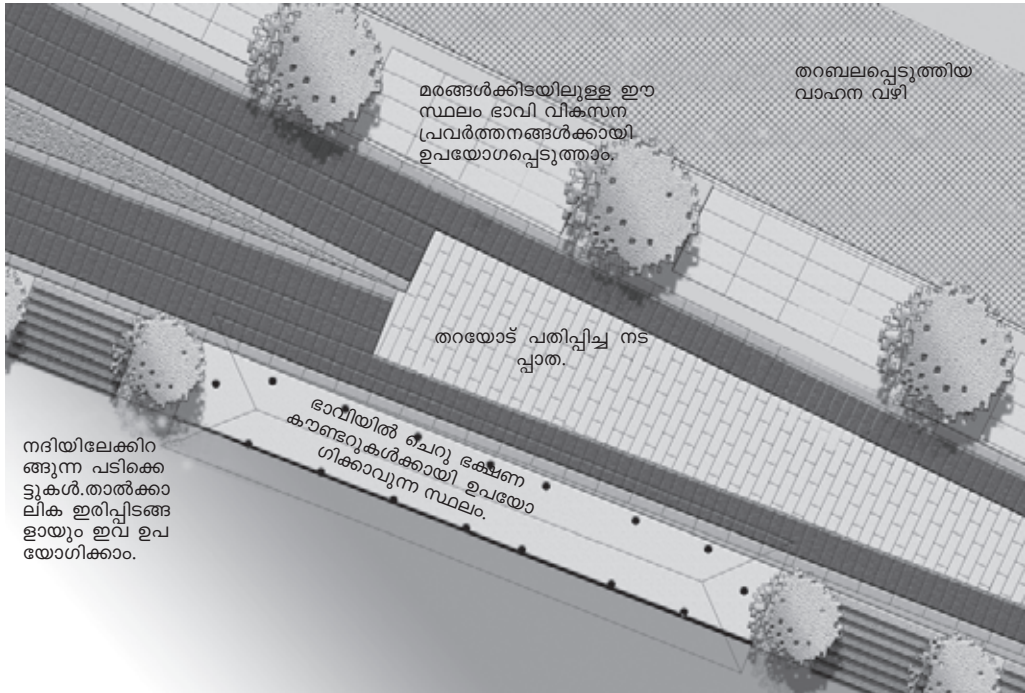 മരങ്ങൾക്കിടയിലുള്ള ഈ
സ്ഥലം ഭാവി വികസന
പ്രവർത്തനങ്ങൾക്കായി
ഉപയോഗപ്പെടുത്താം.
തറബലപ്പെടുത്തിയ
വാഹന വഴി
തറയോട് പതിപ്പിച്ച നട
പ്പാത.
ഭാവിയിൽ ചെറു ഭക്ഷണ
കൗണ്ടറുകൾക്കായി ഉപയോ
ഗിക്കാവുന്ന സ്ഥലം.
നദിയിലേക്കിറ
ങ്ങുന്ന പടിക്കെ
ട്ടുകൾ.താൽക്കാ
ലിക ഇരിപ്പിടങ്ങ
ളായും ഇവ ഉപ
യോഗിക്കാം.